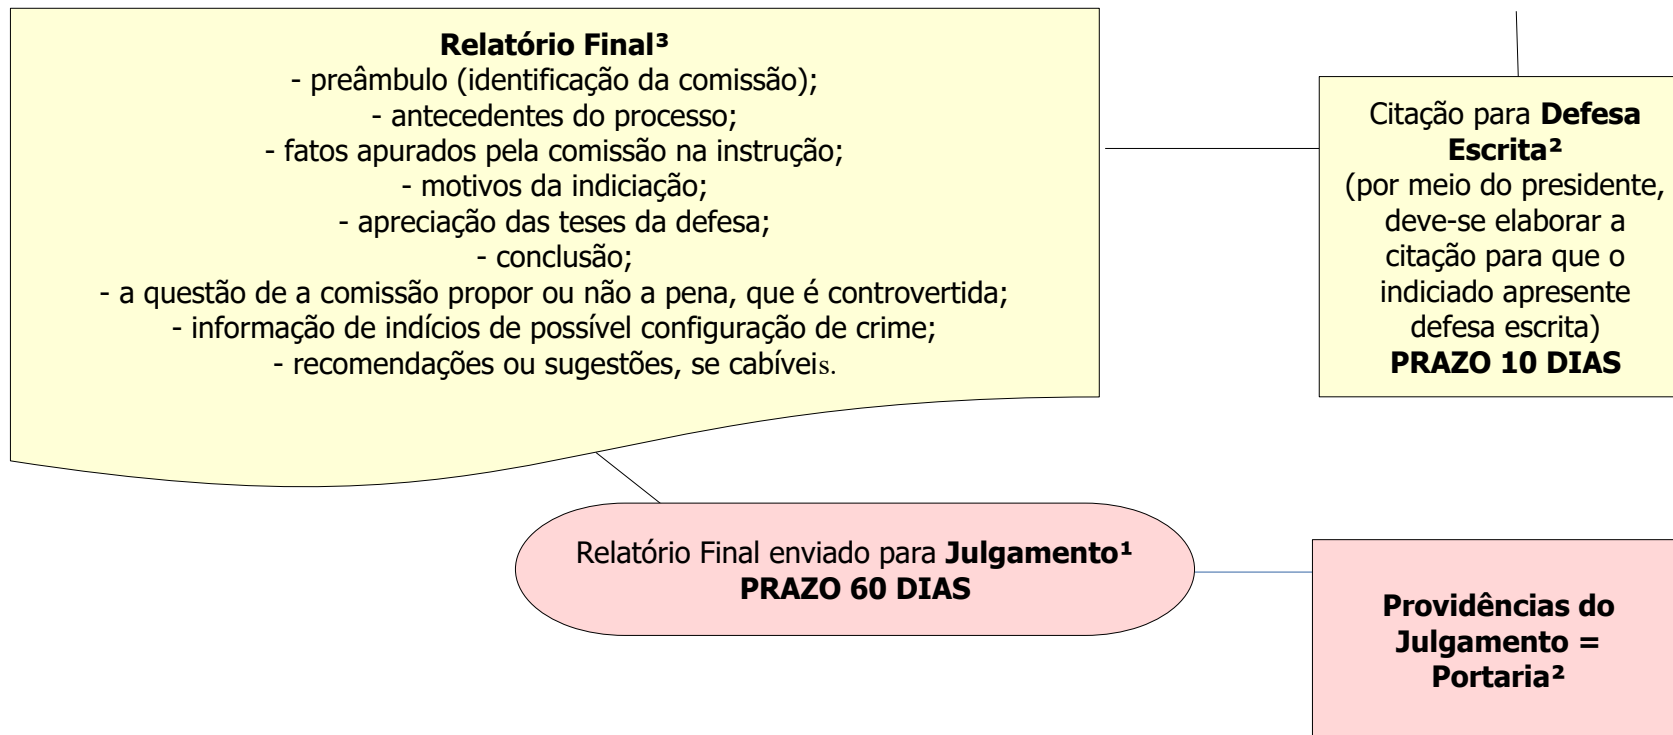 Relatório Final³
- preâmbulo (identificação da comissão);
- antecedentes do processo;
- fatos apurados pela comissão na instrução;
- motivos da indiciação;
- apreciação das teses da defesa;
- conclusão;
- a questão de a comissão propor ou não a pena, que é controvertida;
- informação de indícios de possível configuração de crime;
- recomendações ou sugestões, se cabíveis.
Citação para Defesa
Escrita²
(por meio do presidente,
deve-se elaborar a
citação para que o
indiciado apresente
defesa escrita)
PRAZO 10 DIAS
Relatório Final enviado para Julgamento¹
PRAZO 60 DIAS
Providências do
Julgamento =
Portaria²